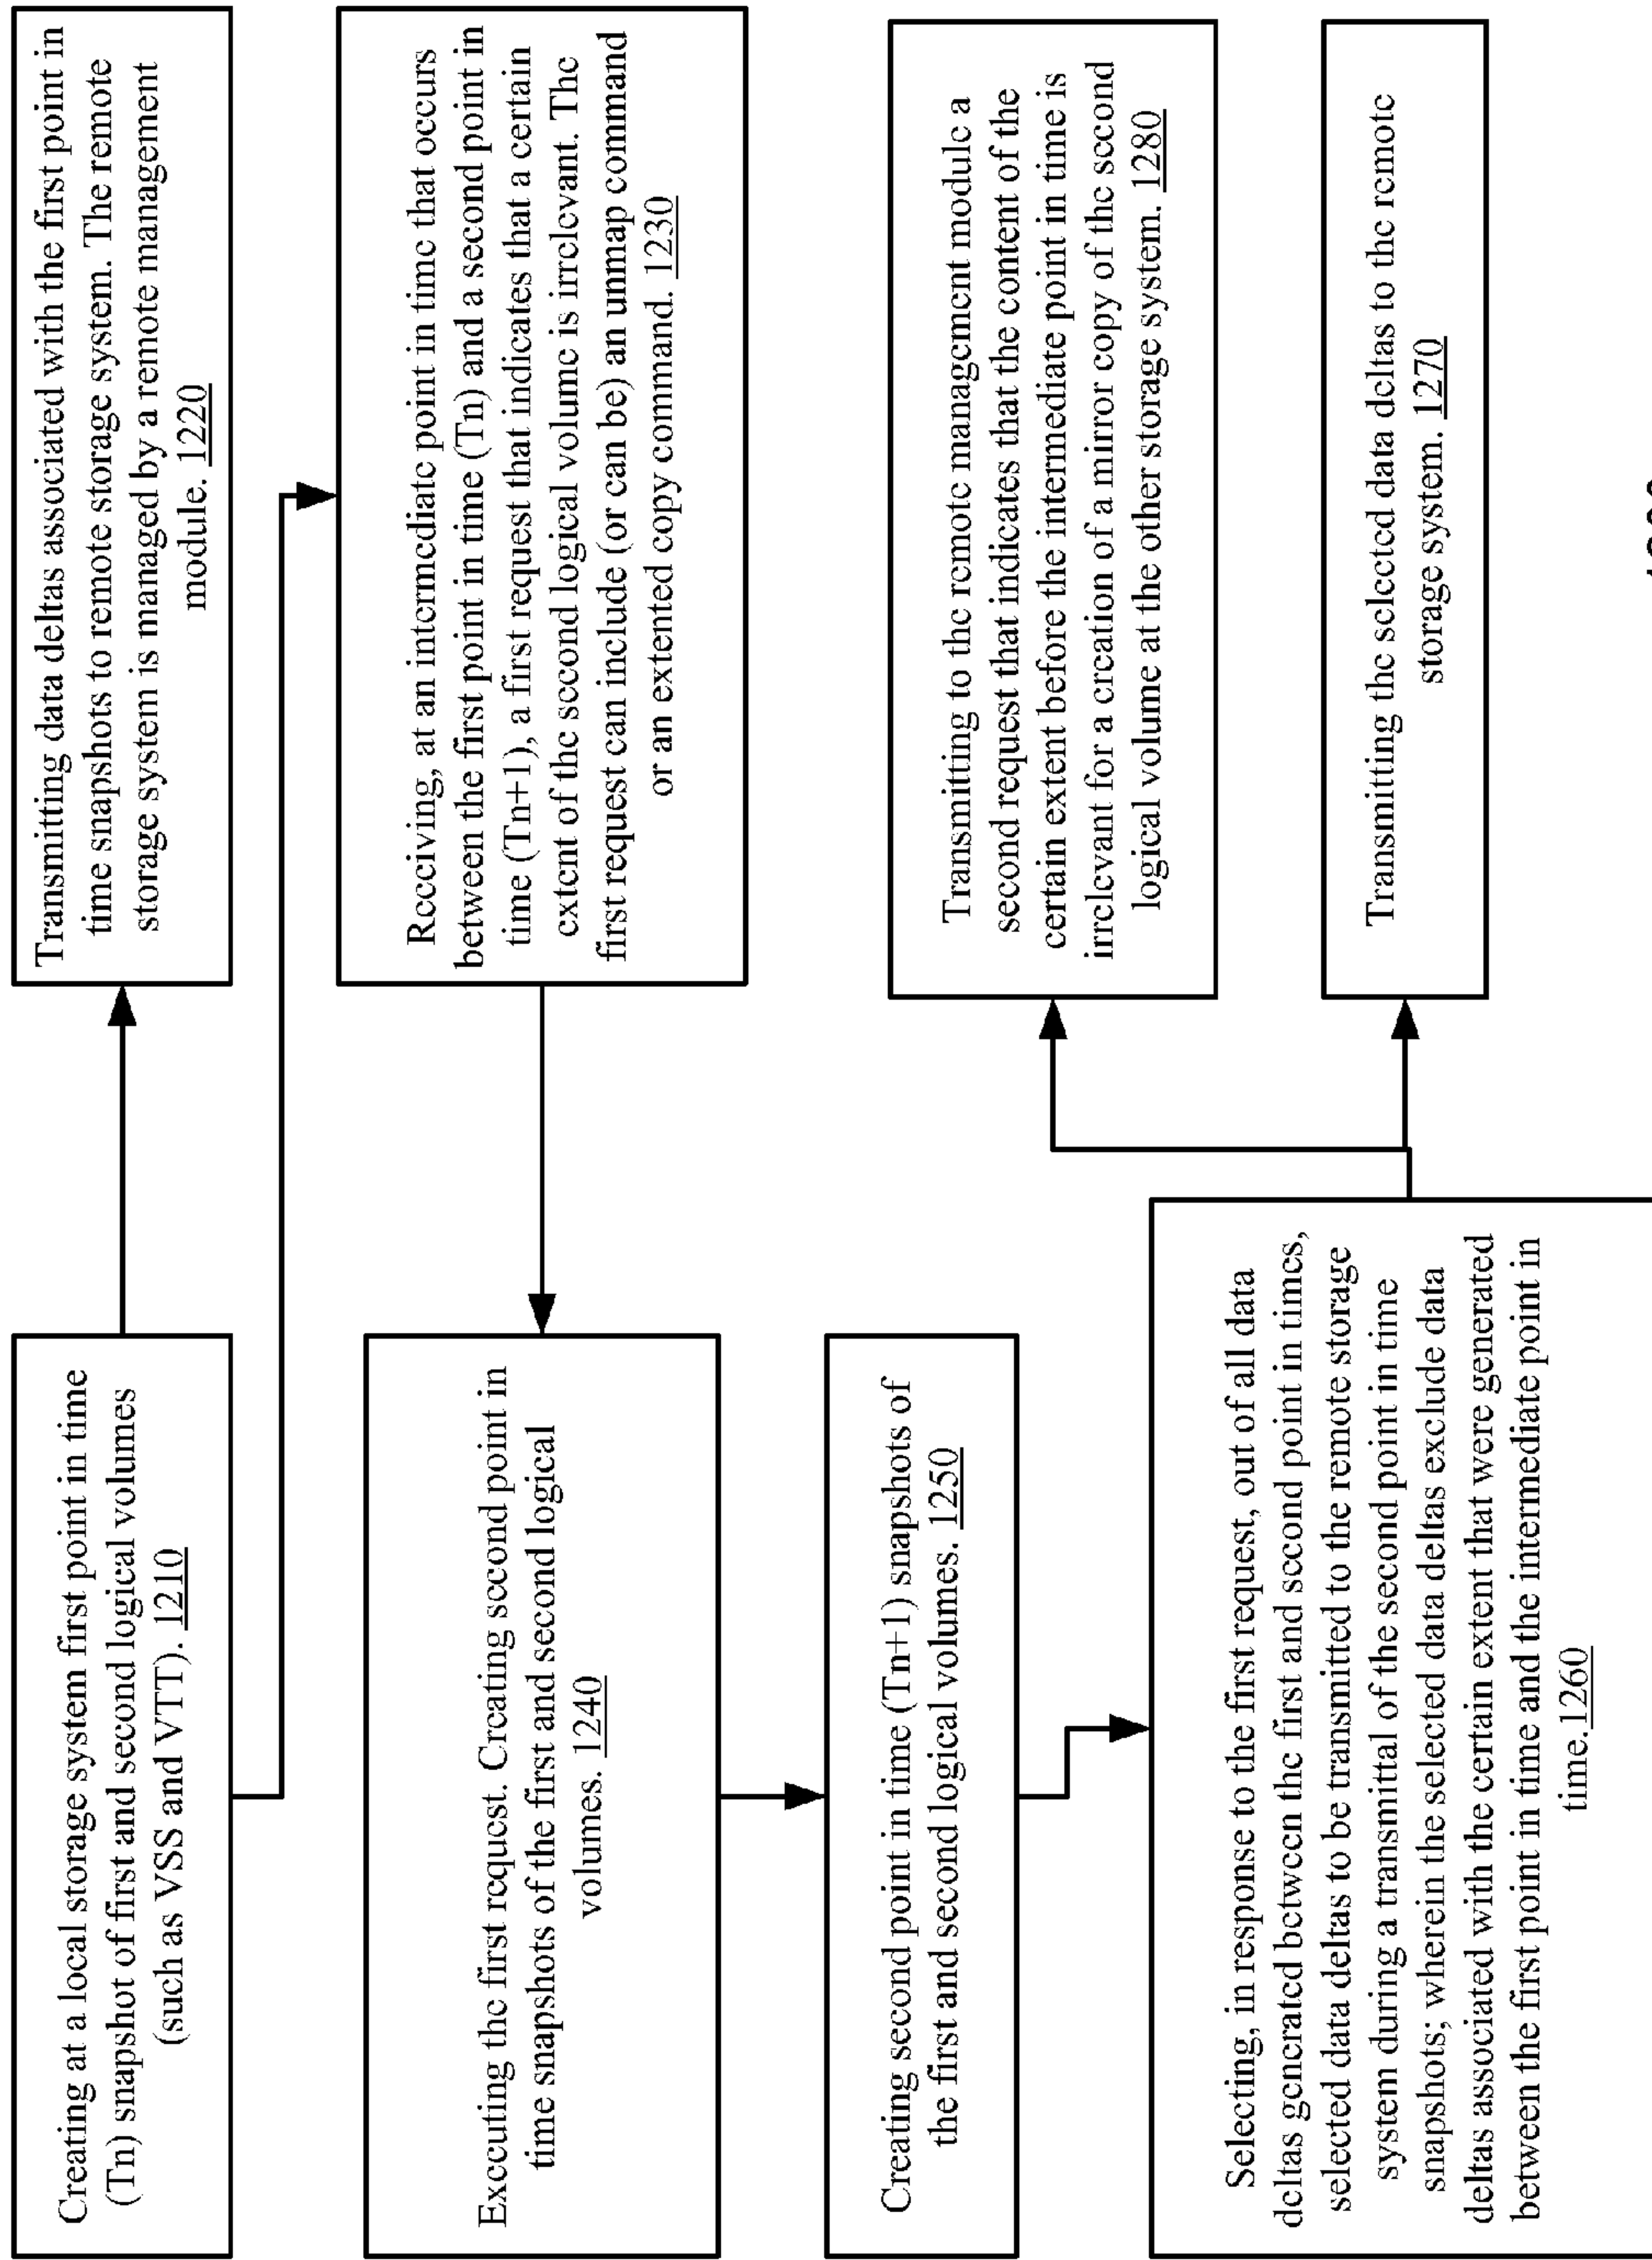 Creating at a local storage system first point in time
(Tn) snapshot of first and second logical volumes
(such as VSS and VTT). 1210
Transmitting data deltas associated with the first point in
time snapshots to remote storage system. The remote
storage system is managed by a remote management
module. 1220
Receiving, at an intermediate point in time that occurs
between the first point in time (Tn) and a second point in
time (Tn+1), a first request that indicates that a certain
extent of the second logical volume is irrelevant. The
first request can include (or can be) an unmap command
or an extented copy command. 1230
Executing the first request. Creating second point in
time snapshots of the first and second logical
volumes. 1240
Creating second point in time (Tn+1) snapshots of
the first and second logical volumes. 1250
Selecting, in response to the first request, out of all data
deltas generated between the first and second point in times,
selected data deltas to be transmitted to the remote storage
system during a transmittal of the second point in time
snapshots; wherein the selected data deltas exclude data
deltas associated with the certain extent that were generated
between the first point in time and the intermediate point in
time.1260
Transmitting to the remote management module a
second request that indicates that the content of the
certain extent before the intermediate point in time is
irrelevant for a creation of a mirror copy of the second
logical volume at the other storage system. 1280
Transmitting the selected data deltas to the remote
storage system. 1270